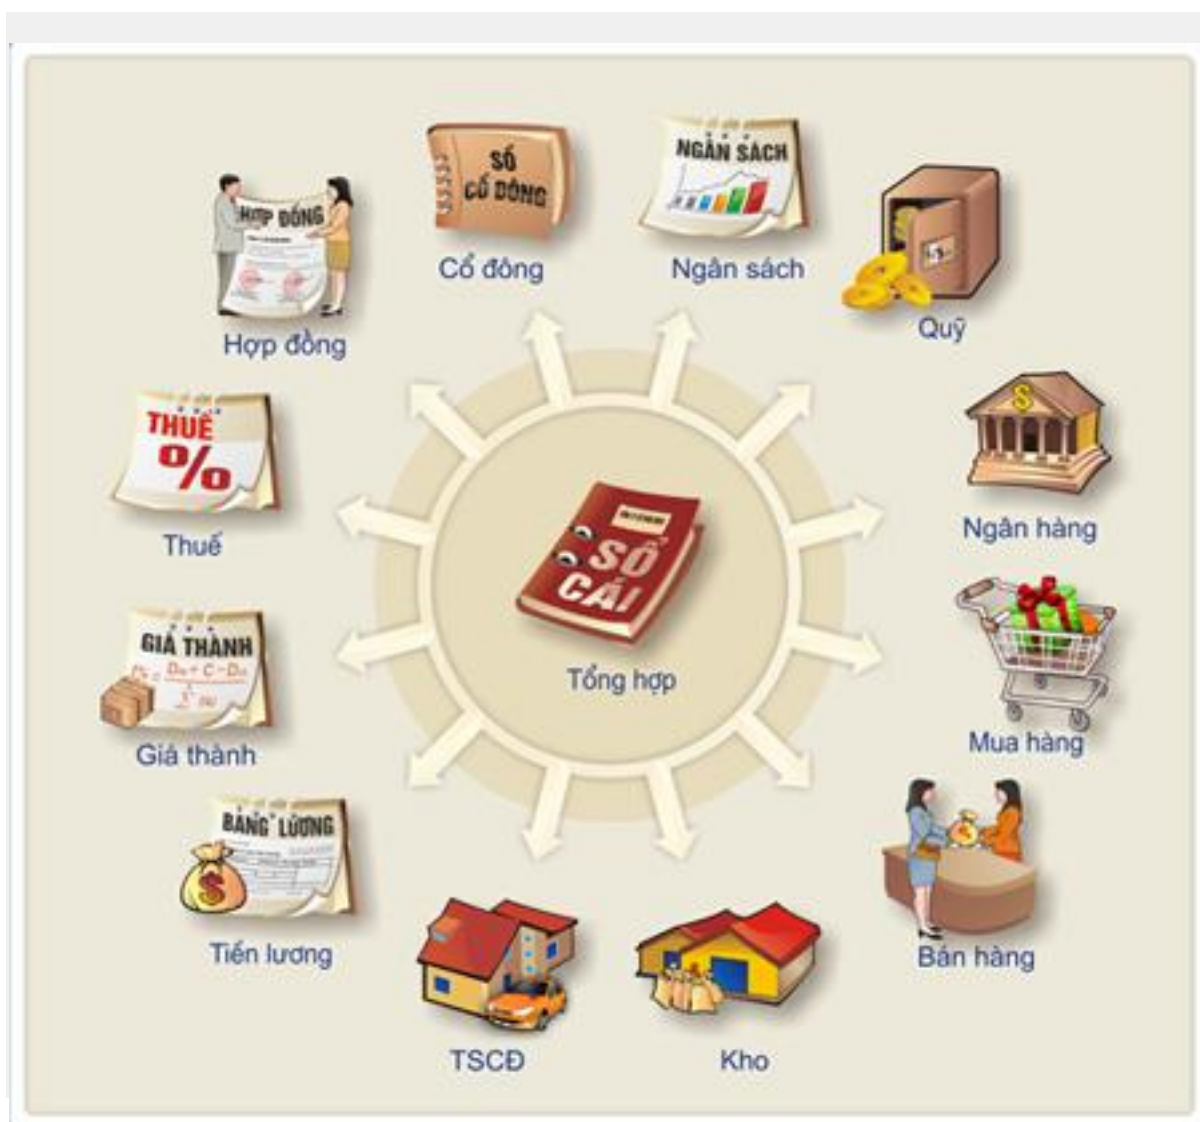 SỔ
CỔ ĐÔNG
Cổ đông
NGÂN SÁCH
Ngân sách
Quỹ
HỢP ĐỒNG
Hợp đồng
THUẾ
%
Thuế
Ngân hàng
SỔ
CÁI
Tổng hợp
GIÁ THÀNH
Giá thành
Mua hàng
BẢNG LƯƠNG
$
Tiền lương
Bán hàng
TSCĐ
Kho